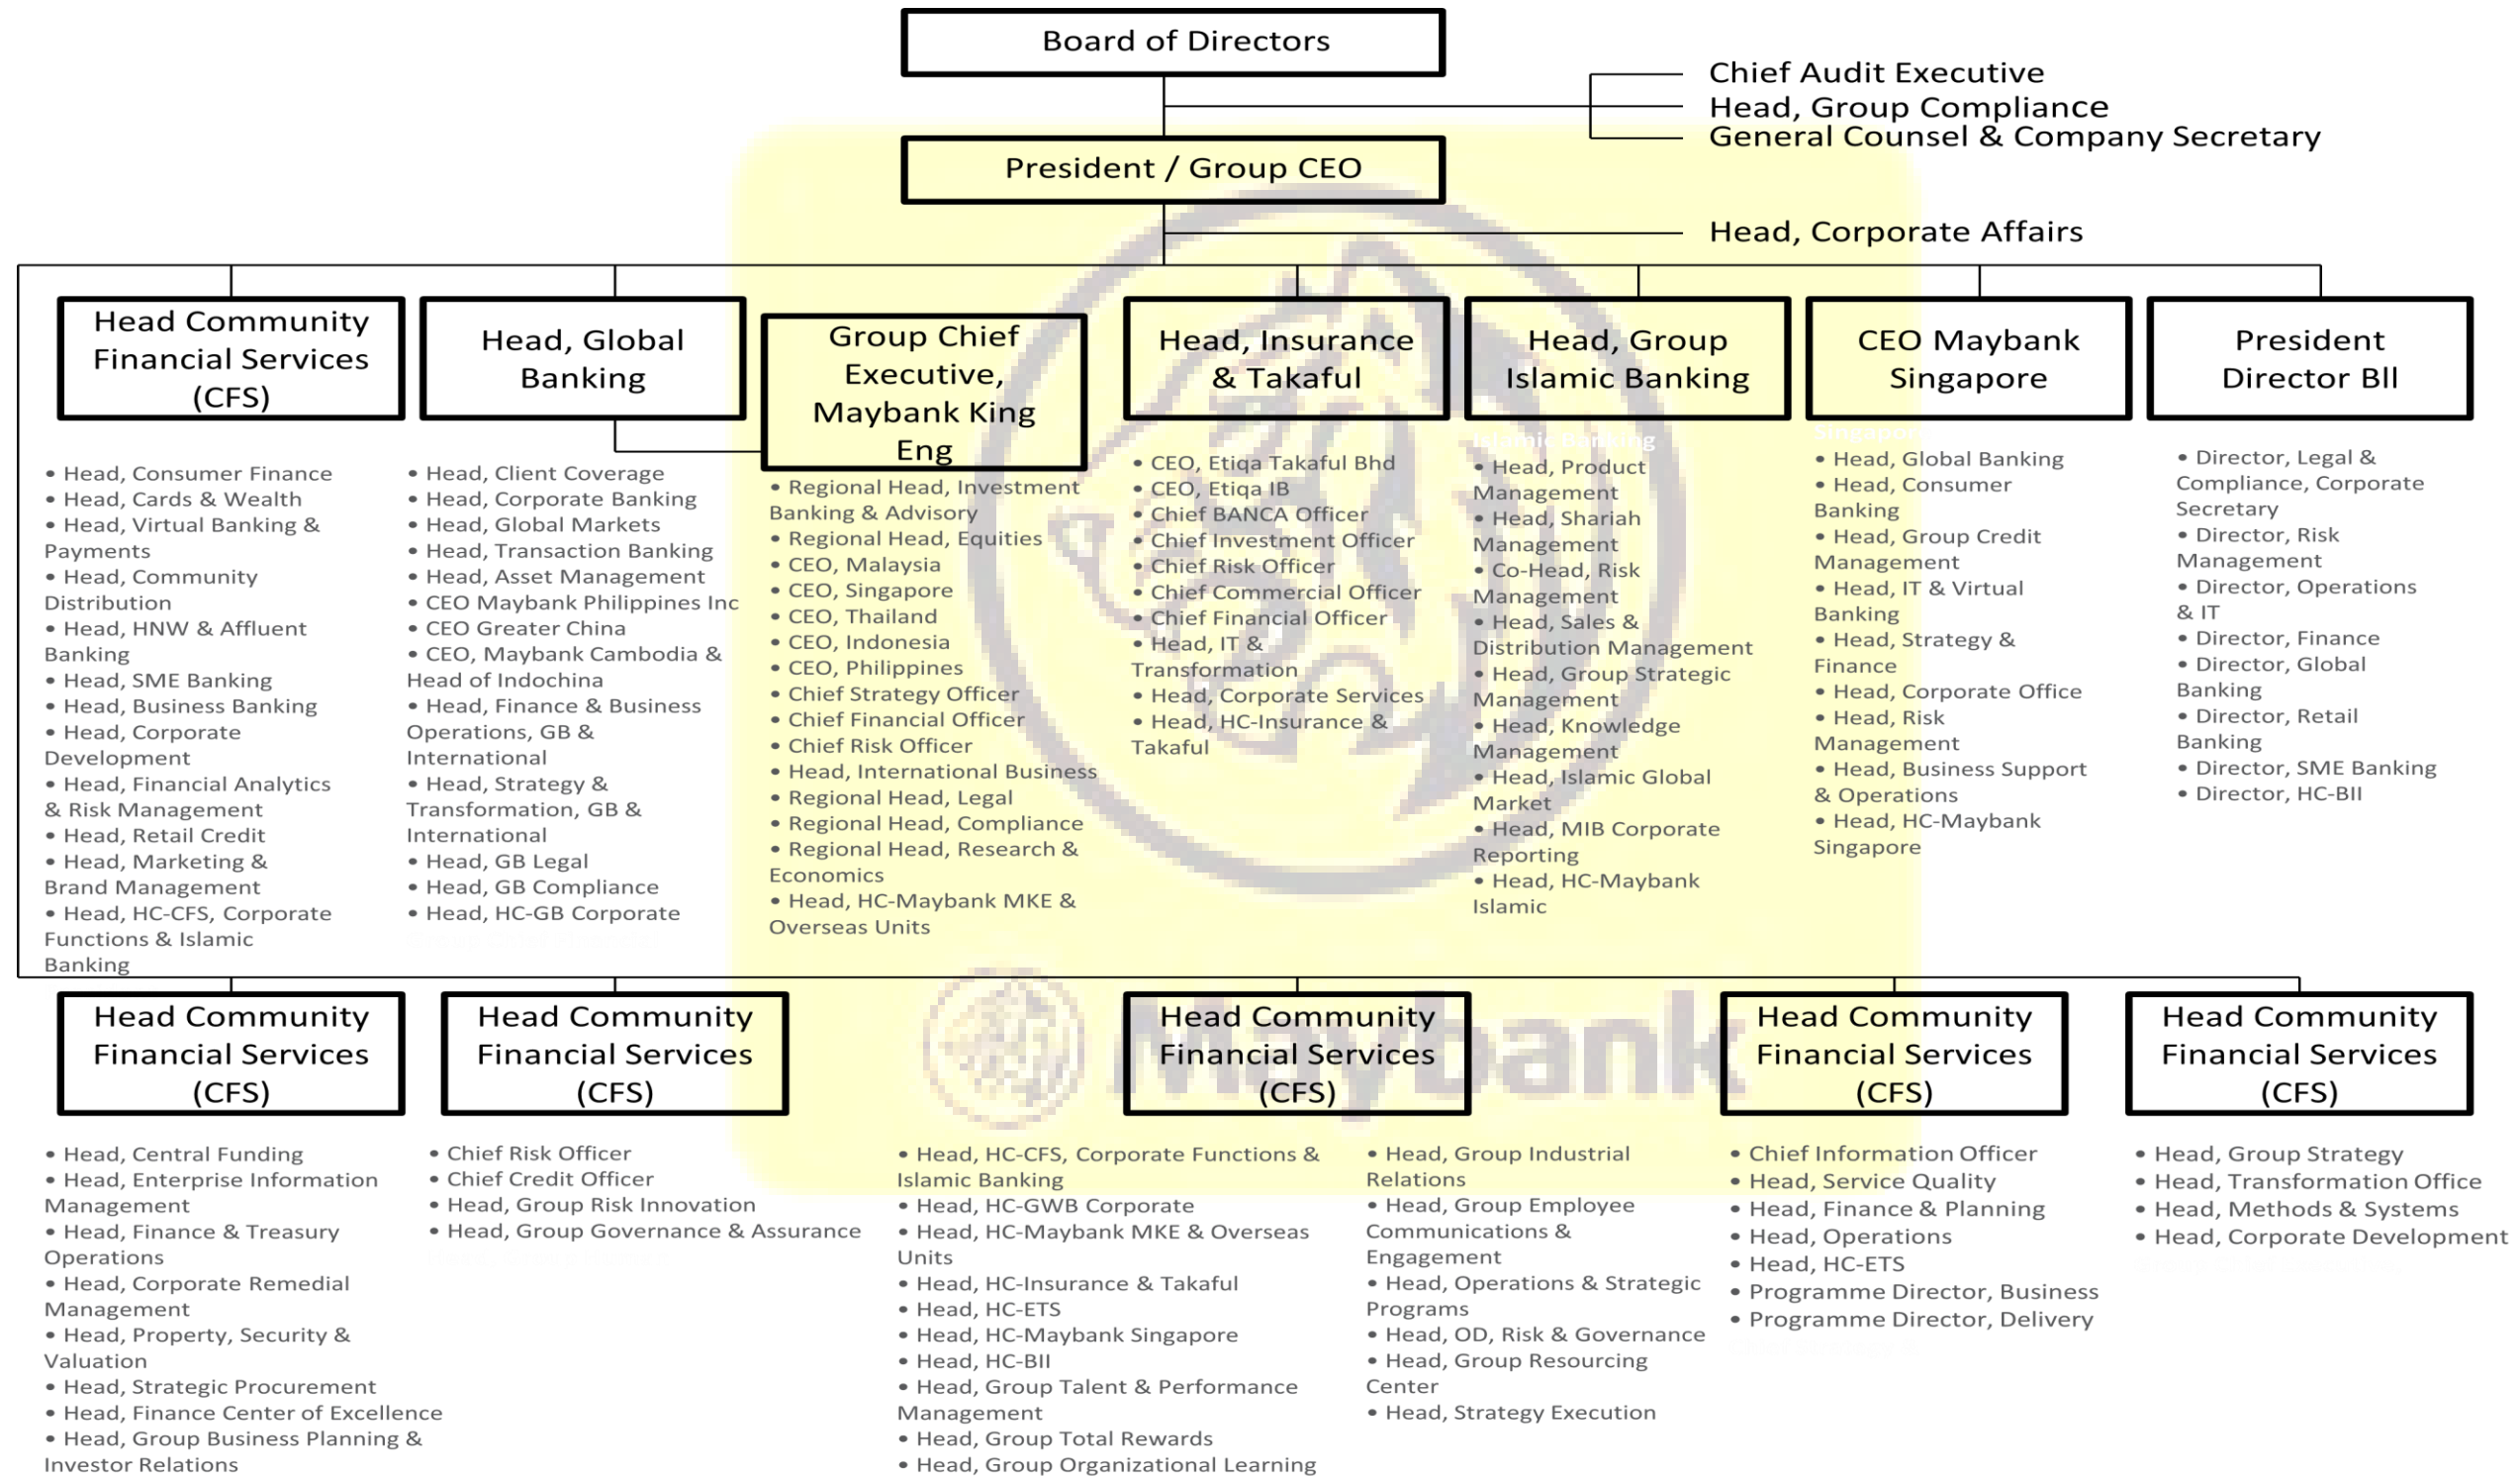 Board of Directors
Chief Audit Executive
Head, Group Compliance
General Counsel & Company Secretary
President / Group CEO
Head, Corporate Affairs
Head Community
Financial Services
(CFS)
• Head, Consumer Finance
• Head, Cards & Wealth
• Head, Virtual Banking &
Payments
• Head, Community
Distribution
• Head, HNW & Affluent
Banking
• Head, SME Banking
• Head, Business Banking
• Head, Corporate
Development
• Head, Financial Analytics
& Risk Management
• Head, Retail Credit
• Head, Marketing &
Brand Management
• Head, HC-CFS, Corporate
Functions & Islamic
Banking
Head, Global
Banking
• Head, Client Coverage
• Head, Corporate Banking
• Head, Global Markets
• Head, Transaction Banking
• Head, Asset Management
• CEO Maybank Philippines Inc
• CEO Greater China
• CEO, Maybank Cambodia &
Head of Indochina
• Head, Finance & Business
Operations, GB &
International
• Head, Strategy &
Transformation, GB &
International
• Head, GB Legal
• Head, GB Compliance
• Head, HC-GB Corporate
Group Chief
Executive,
Maybank King
Eng
• Regional Head, Investment
Banking & Advisory
• Regional Head, Equities
• CEO, Malaysia
• CEO, Singapore
• CEO, Thailand
• CEO, Indonesia
• CEO, Philippines
• Chief Strategy Officer
• Chief Financial Officer
• Chief Risk Officer
• Head, International Business
• Regional Head, Legal
• Regional Head, Compliance
• Regional Head, Research &
Economics
• Head, HC-Maybank MKE &
Overseas Units
Head, Insurance
& Takaful
• CEO, Etiqa Takaful Bhd
• CEO, Etiqa IB
• Chief BANCA Officer
• Chief Investment Officer
• Chief Risk Officer
• Chief Commercial Officer
• Chief Financial Officer
• Head, IT &
Transformation
• Head, Corporate Services
• Head, HC-Insurance &
Takaful
Head, Group
Islamic Banking
Islamic Banking
• Head, Product
Management
• Head, Shariah
Management
• Co-Head, Risk
Management
• Head, Sales &
Distribution Management
• Head, Group Strategic
Management
• Head, Knowledge
Management
• Head, Islamic Global
Market
• Head, MIB Corporate
Reporting
• Head, HC-Maybank
Islamic
CEO Maybank
Singapore
Singapore
• Head, Global Banking
• Head, Consumer
Banking
• Head, Group Credit
Management
• Head, IT & Virtual
Banking
• Head, Strategy &
Finance
• Head, Corporate Office
• Head, Risk
Management
• Head, Business Support
& Operations
• Head, HC-Maybank
Singapore
President
Director Bll
• Director, Legal &
Compliance, Corporate
Secretary
• Director, Risk
Management
• Director, Operations
& IT
• Director, Finance
• Director, Global
Banking
• Director, Retail
Banking
• Director, SME Banking
• Director, HC-BII
Head Community
Financial Services
(CFS)
• Head, Central Funding
• Head, Enterprise Information
Management
• Head, Finance & Treasury
Operations
• Head, Corporate Remedial
Management
• Head, Property, Security &
Valuation
• Head, Strategic Procurement
• Head, Finance Center of Excellence
• Head, Group Business Planning &
Investor Relations
Head Community
Financial Services
(CFS)
• Chief Risk Officer
• Chief Credit Officer
• Head, Group Risk Innovation
• Head, Group Governance & Assurance
Head Community
Financial Services
(CFS)
• Head, HC-CFS, Corporate Functions &
Islamic Banking
• Head, HC-GWB Corporate
• Head, HC-Maybank MKE & Overseas
Units
• Head, HC-Insurance & Takaful
• Head, HC-ETS
• Head, HC-Maybank Singapore
• Head, HC-BII
• Head, Group Talent & Performance
Management
• Head, Group Total Rewards
• Head, Group Organizational Learning
• Head, Group Industrial
Relations
• Head, Group Employee
Communications &
Engagement
• Head, Operations & Strategic
Programs
• Head, OD, Risk & Governance
• Head, Group Resourcing
Center
• Head, Strategy Execution
Head Community
Financial Services
(CFS)
• Chief Information Officer
• Head, Service Quality
• Head, Finance & Planning
• Head, Operations
• Head, HC-ETS
• Programme Director, Business
• Programme Director, Delivery
Head Community
Financial Services
(CFS)
• Head, Group Strategy
• Head, Transformation Office
• Head, Methods & Systems
• Head, Corporate Development
Maybank